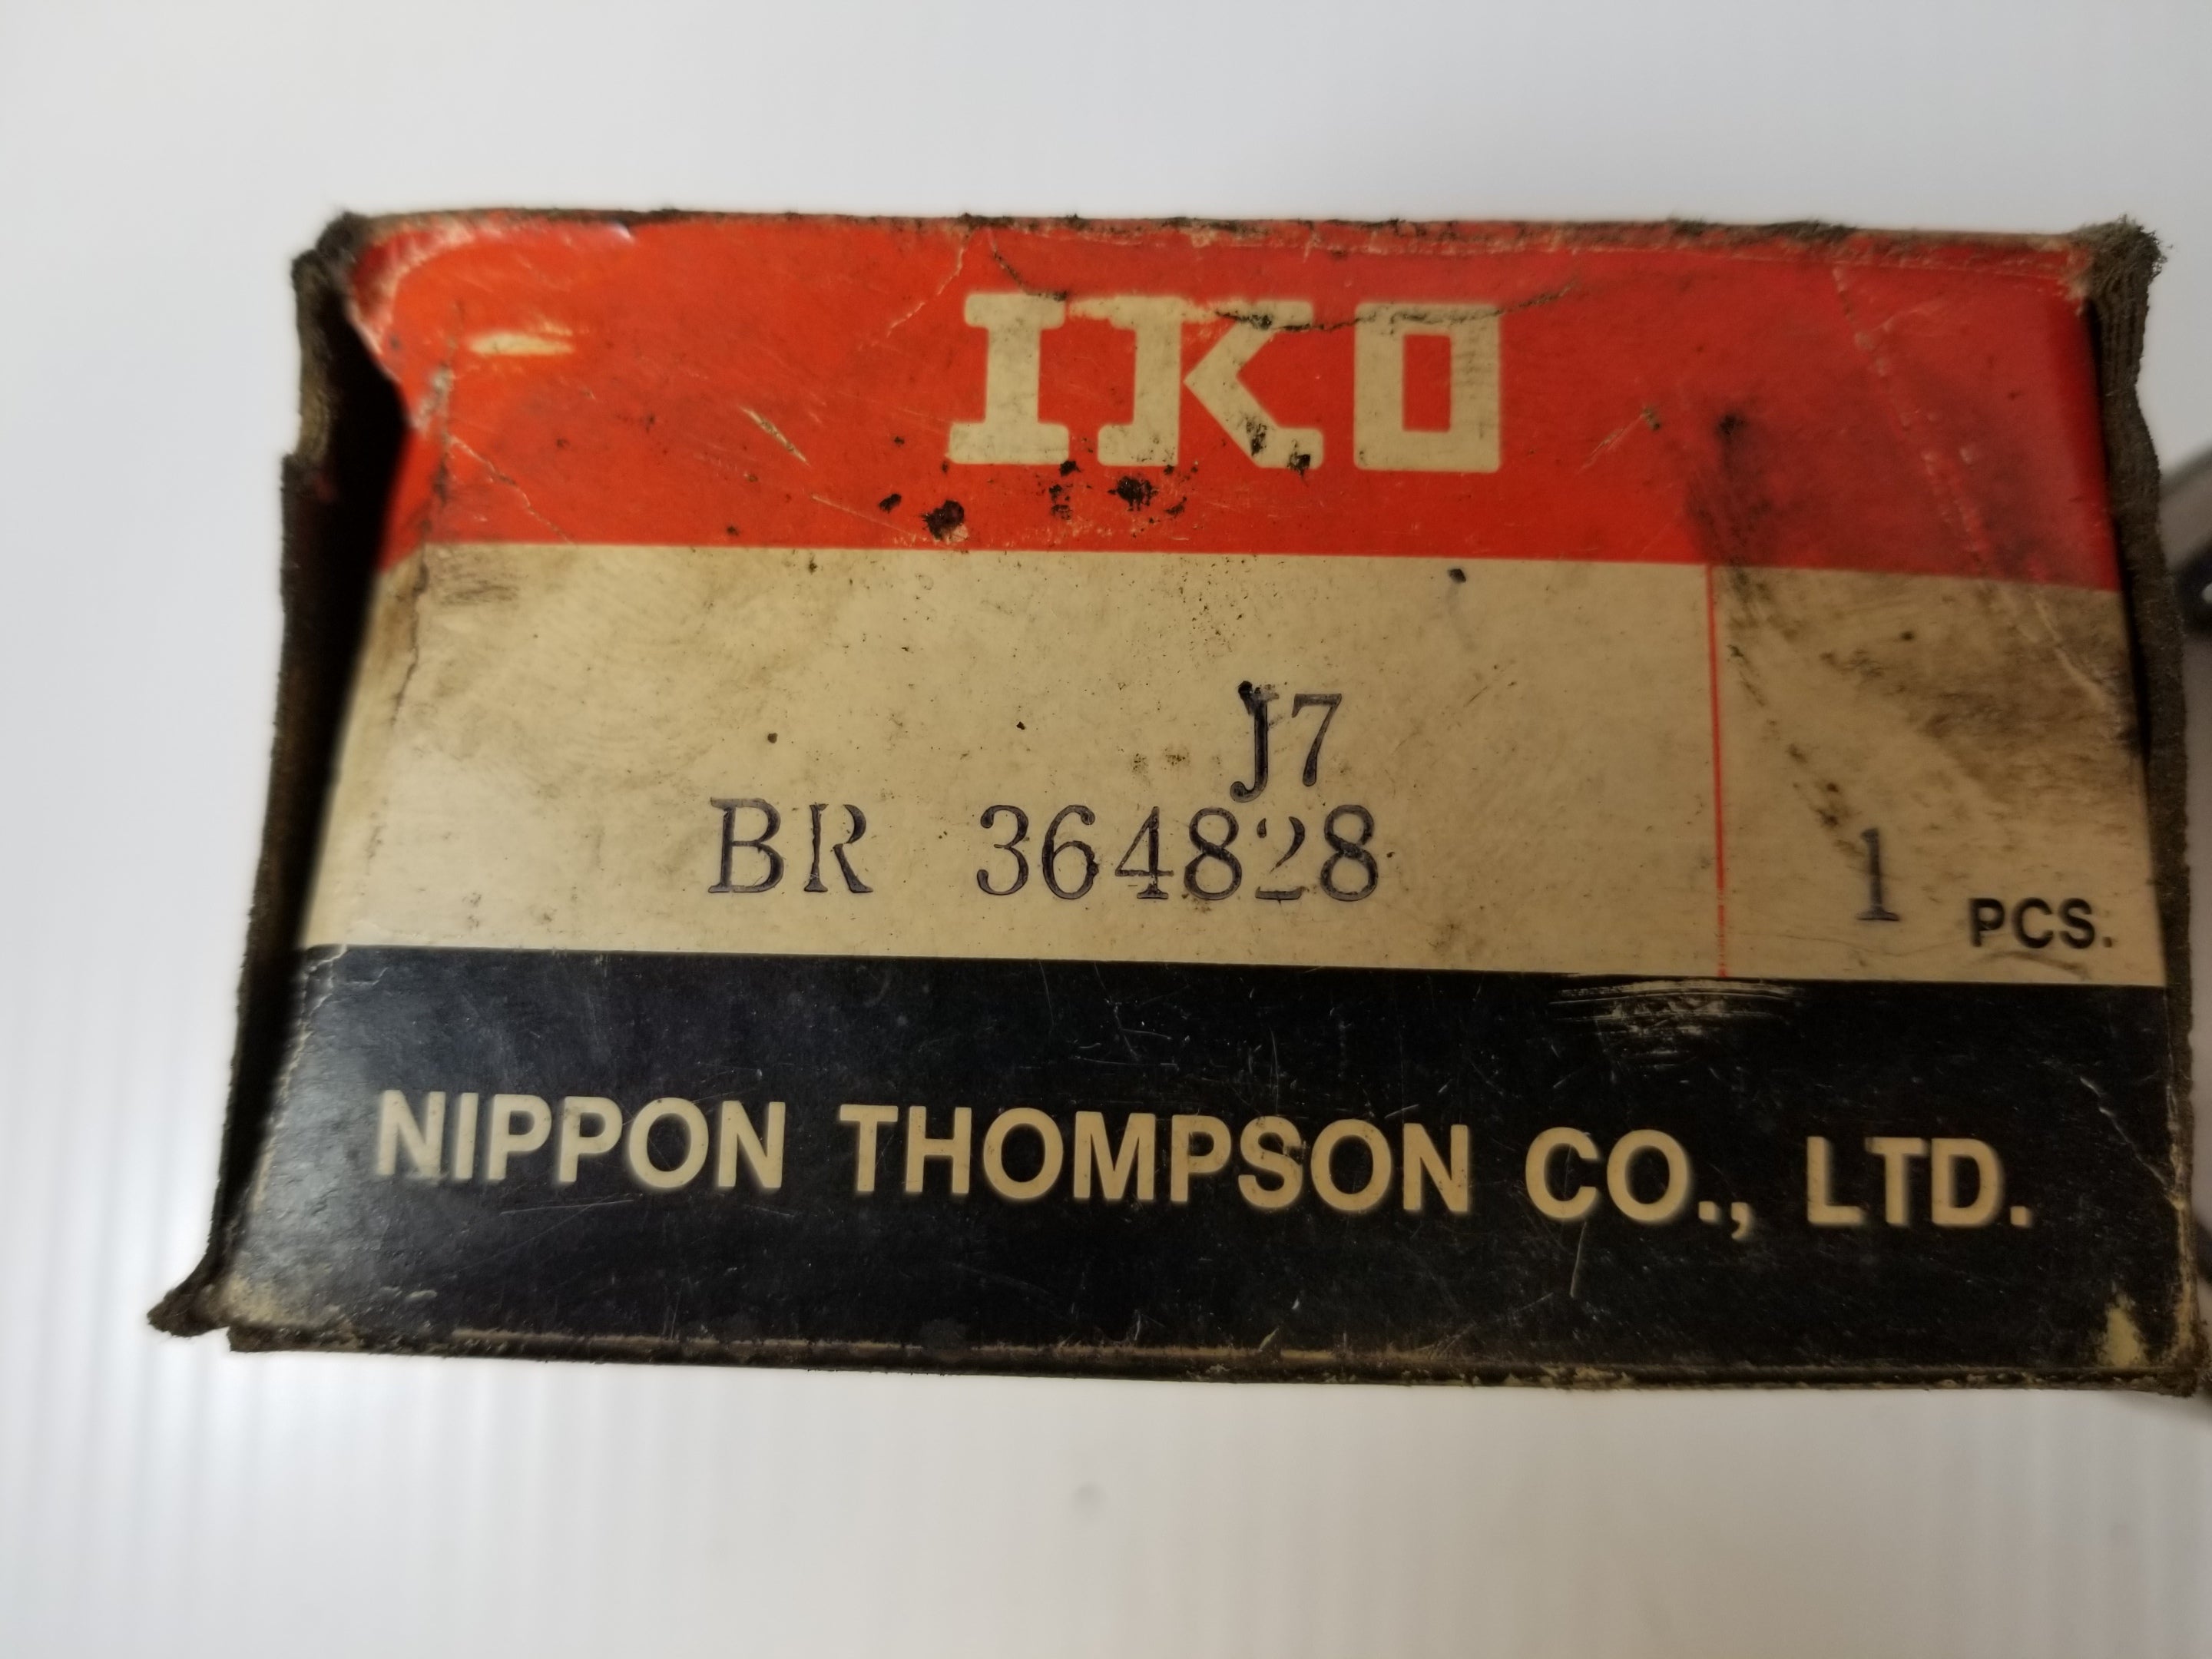 IKO
J7
BR 364828
1 PCS.
NIPPON THOMPSON CO., LTD.